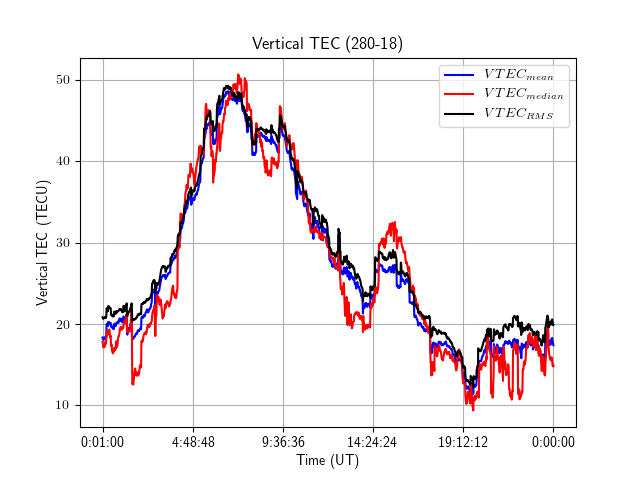 Vertical TEC (280-18)
VTEC_mean
VTEC_median
VTEC_RMS
Vertical TEC (TECU)
50
40
30
20
10
0:01:00 4:48:48 9:36:36 14:24:24 19:12:12 0:00:00
Time (UT)